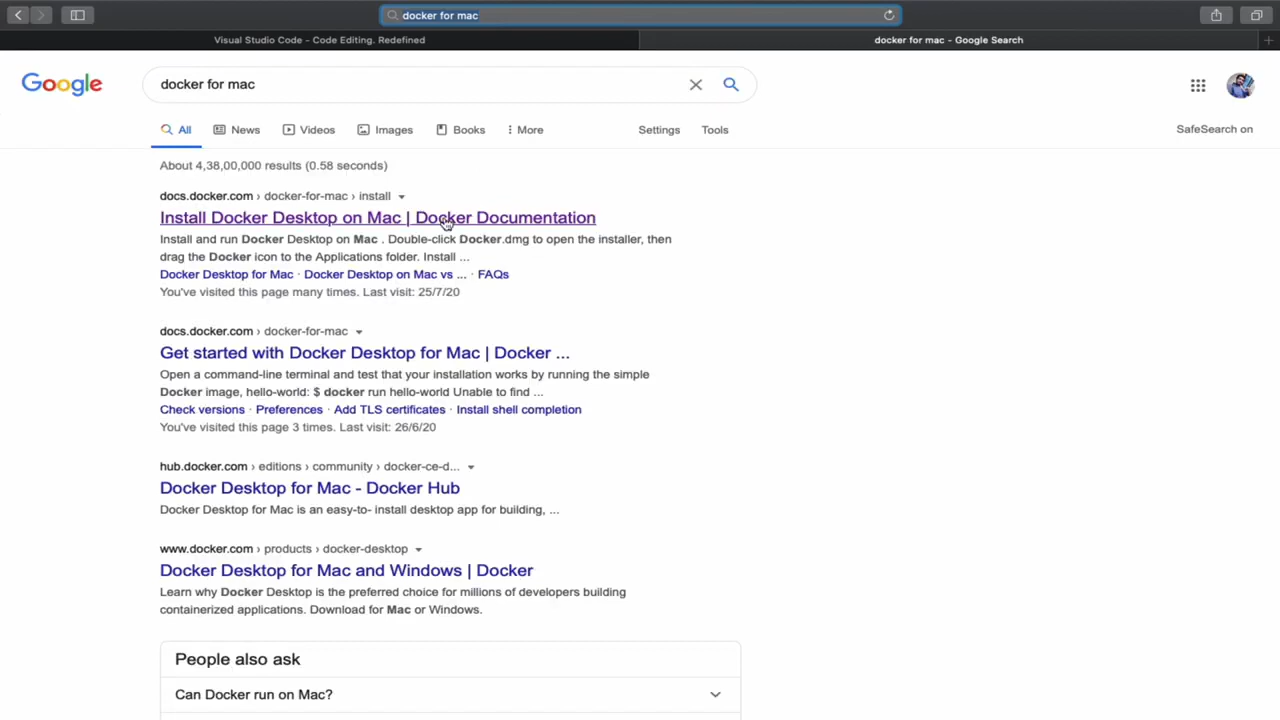 docker for mac
Visual Studio Code - Code Editing. Redefined
docker for mac - Google Search
Google
docker for mac
All
News
Videos
Images
Books
More
Settings
Tools
SafeSearch on
About 4,38,00,000 results (0.58 seconds)
docs.docker.com › docker-for-mac › install
Install Docker Desktop on Mac | Docker Documentation
Install and run Docker Desktop on Mac . Double-click Docker.dmg to open the installer, then
drag the Docker icon to the Applications folder. Install ...
Docker Desktop for Mac · Docker Desktop on Mac vs ... · FAQs
You've visited this page many times. Last visit: 25/7/20
docs.docker.com › docker-for-mac
Get started with Docker Desktop for Mac | Docker ...
Open a command-line terminal and test that your installation works by running the simple
Docker image, hello-world: $ docker run hello-world Unable to find ...
Check versions · Preferences · Add TLS certificates · Install shell completion
You've visited this page 3 times. Last visit: 26/6/20
hub.docker.com › editions › community › docker-ce-d...
Docker Desktop for Mac - Docker Hub
Docker Desktop for Mac is an easy-to- install desktop app for building, ...
www.docker.com › products › docker-desktop
Docker Desktop for Mac and Windows | Docker
Learn why Docker Desktop is the preferred choice for millions of developers building
containerized applications. Download for Mac or Windows.
People also ask
Can Docker run on Mac?